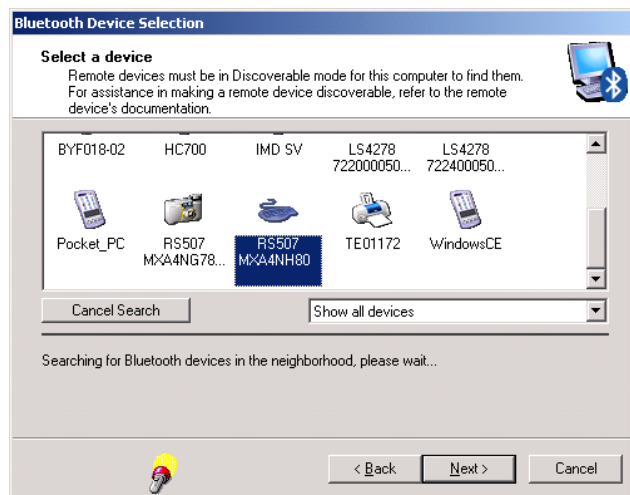 Bluetooth Device Selection
Select a device
Remote devices must be in Discoverable mode for this computer to find them.
For assistance in making a remote device discoverable, refer to the remote
device's documentation.
BYF018-02 HC700 IMD SV LS4278 LS4278
722000050... 722400050...
Pocket_PC RS507 RS507 TE01172 WindowsCE
MXA4NG78... MXA4NH80
Cancel Search Show all devices
Searching for Bluetooth devices in the neighborhood, please wait...
< Back Next > Cancel